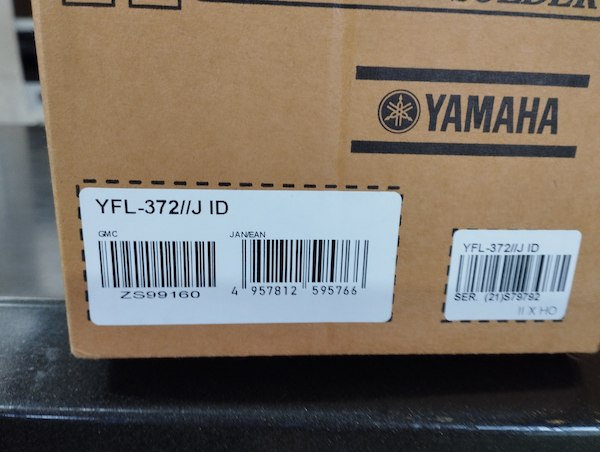 YAMAHA
YFL-372//J ID
GMC
JAN/EAN
ZS99160
4 957812 595766
YFL-372//J ID
SER. (21)S79792
II X HO